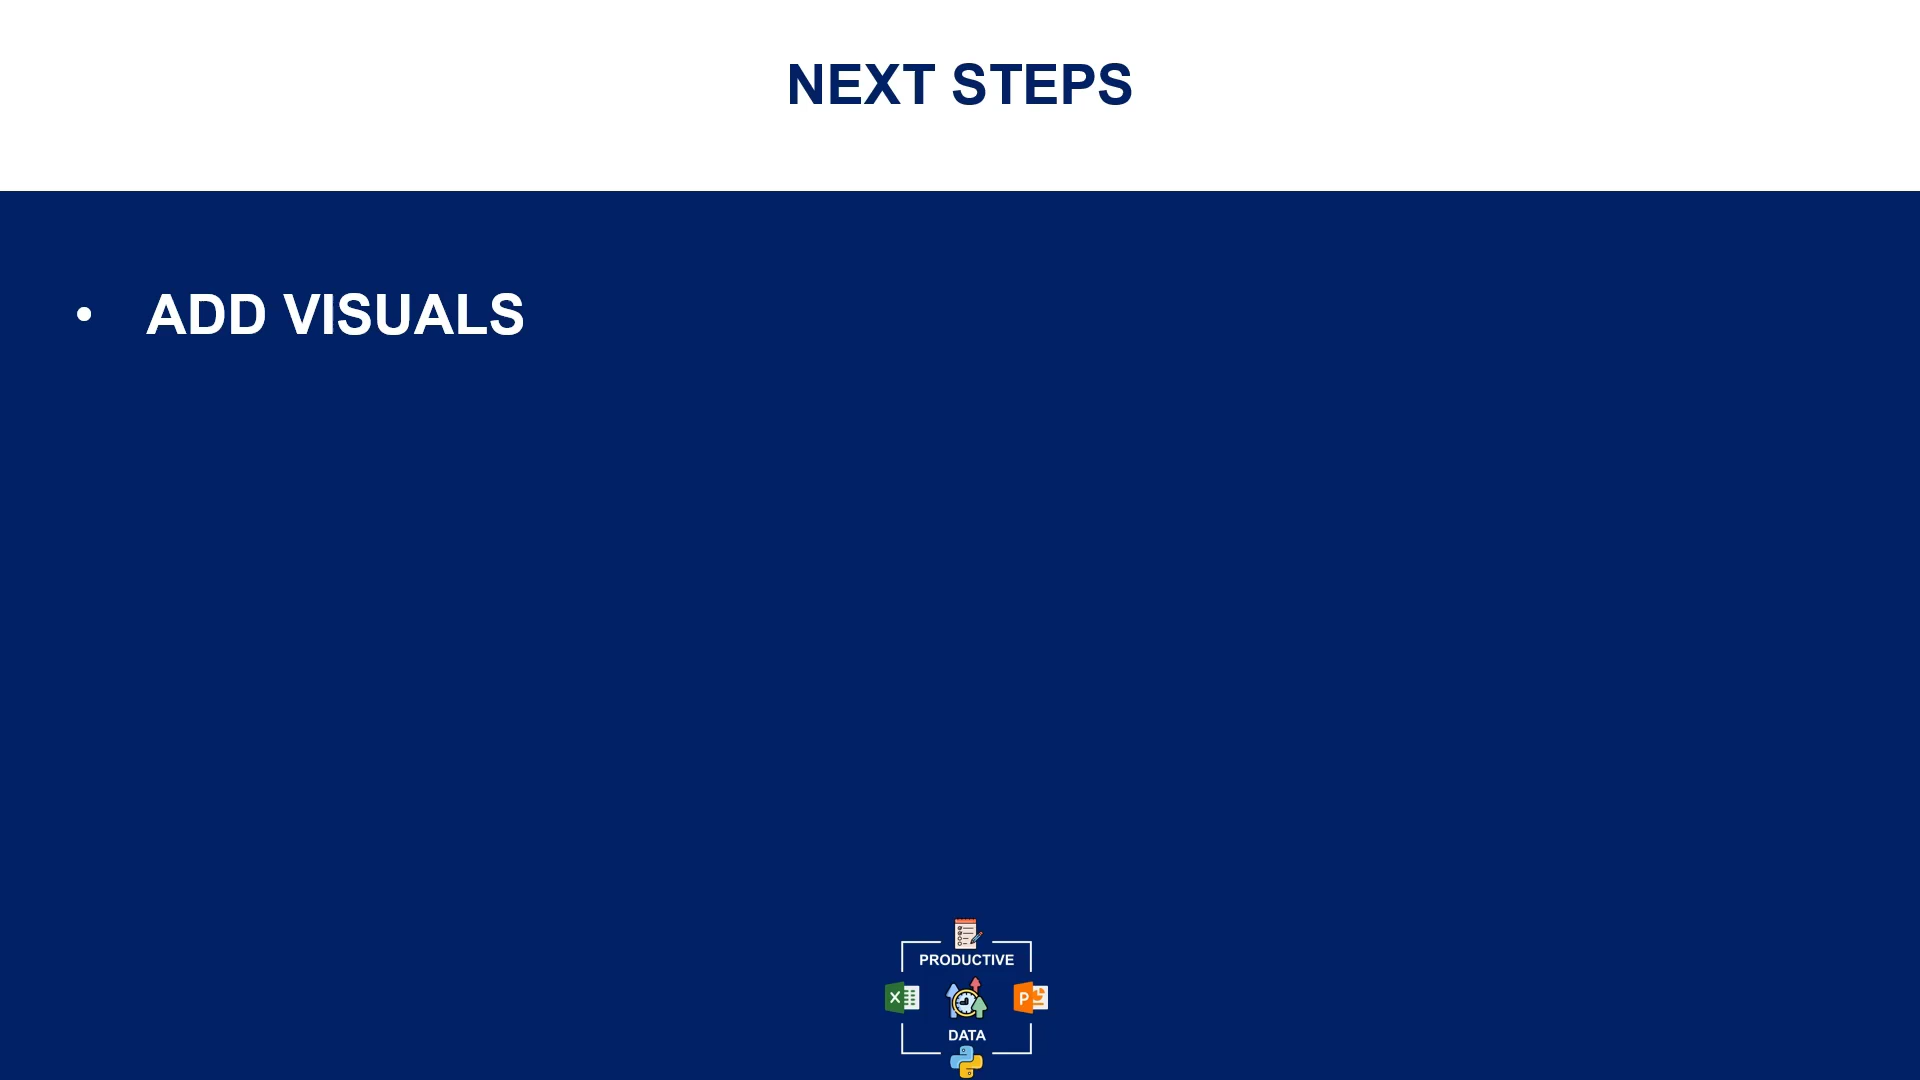 NEXT STEPS
• ADD VISUALS
PRODUCTIVE
X
P
DATA